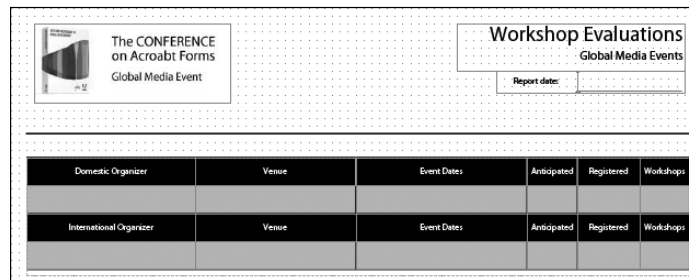 The CONFERENCE
on Acroabt Forms
Global Media Event
Workshop Evaluations
Global Media Events
Report date:
Domestic Organizer Venue Event Dates Anticipated Registered Workshops
International Organizer Venue Event Dates Anticipated Registered Workshops